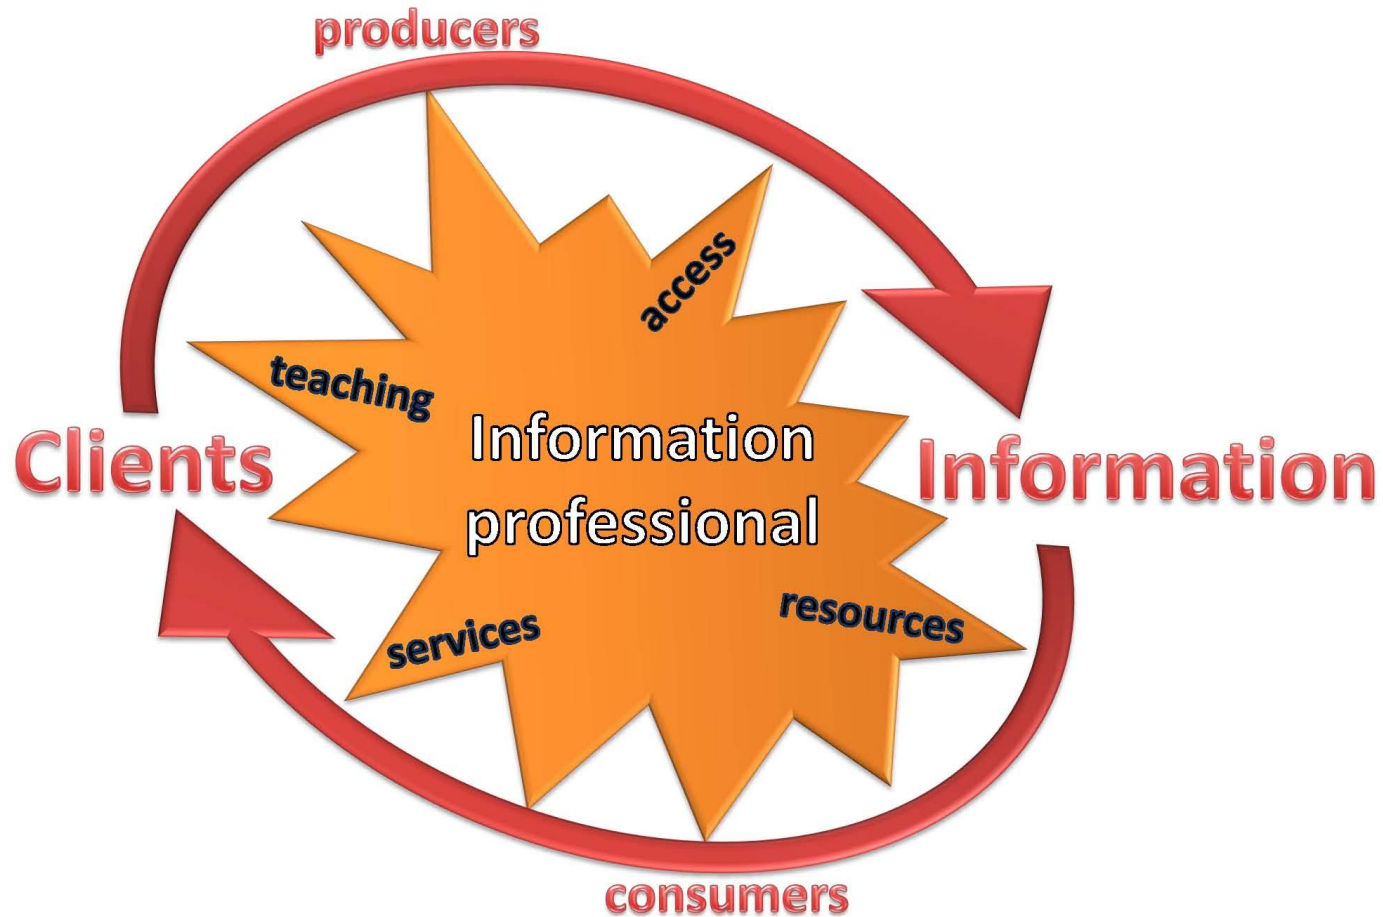 producers
access
teaching
Information
professional
Clients
Information
resources
services
consumers